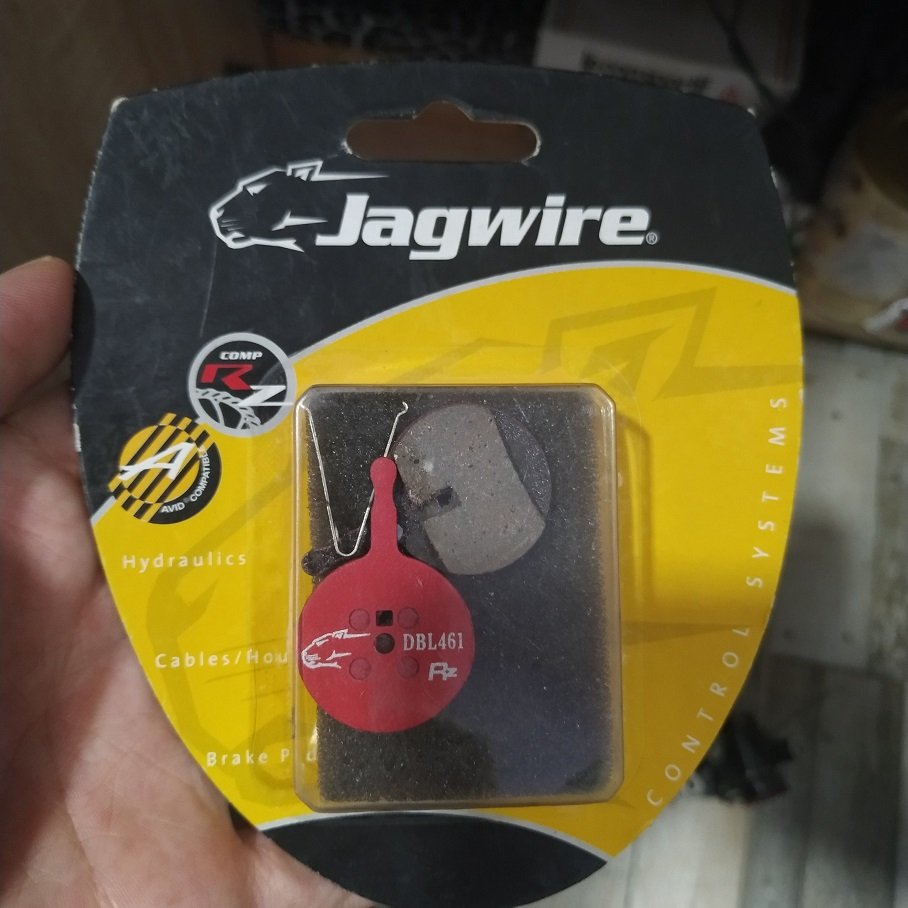 Jagwire®
COMP
RZ
A
AVID® COMPATIBLE
Hydraulics
Cables/Hou
Brake P d
DBL461
RZ
CONTROL SYSTEMS